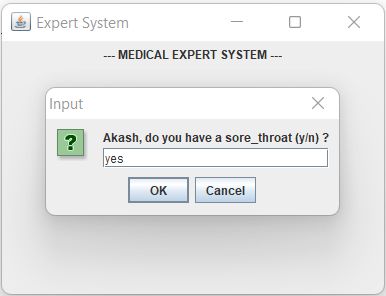 Expert System
--- MEDICAL EXPERT SYSTEM ---
Input
?
Akash, do you have a sore_throat (y/n) ?
yes
OK Cancel